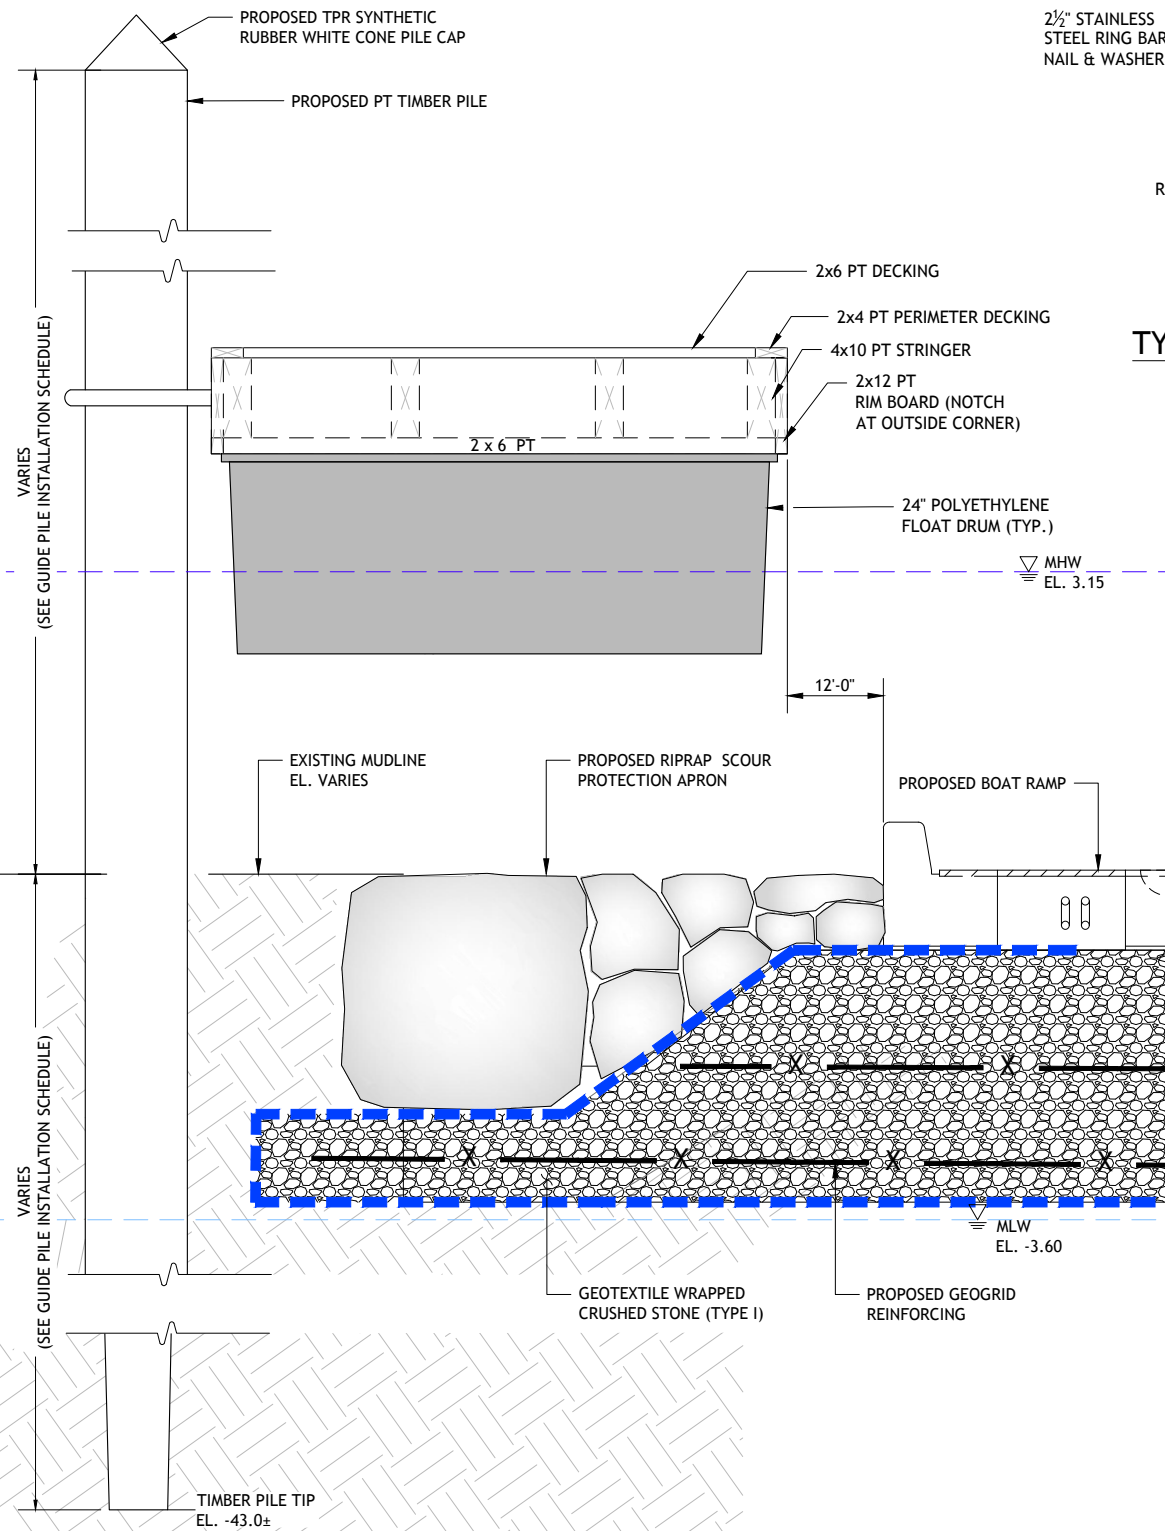 PROPOSED TPR SYNTHETIC
RUBBER WHITE CONE PILE CAP
2½" STAINLESS
STEEL RING BAR
NAIL & WASHER
PROPOSED PT TIMBER PILE
R
2x6 PT DECKING
2x4 PT PERIMETER DECKING
TY
4x10 PT STRINGER
2x12 PT
RIM BOARD (NOTCH
AT OUTSIDE CORNER)
2 x 6 PT
VARIES
(SEE GUIDE PILE INSTALLATION SCHEDULE)
24" POLYETHYLENE
FLOAT DRUM (TYP.)
MHW
EL. 3.15
12'-0"
EXISTING MUDLINE
EL. VARIES
PROPOSED RIPRAP SCOUR
PROTECTION APRON
PROPOSED BOAT RAMP
X X
X X X X
VARIES
(SEE GUIDE PILE INSTALLATION SCHEDULE)
MLW
EL. -3.60
GEOTEXTILE WRAPPED
CRUSHED STONE (TYPE I)
PROPOSED GEOGRID
REINFORCING
TIMBER PILE TIP
EL. -43.0±